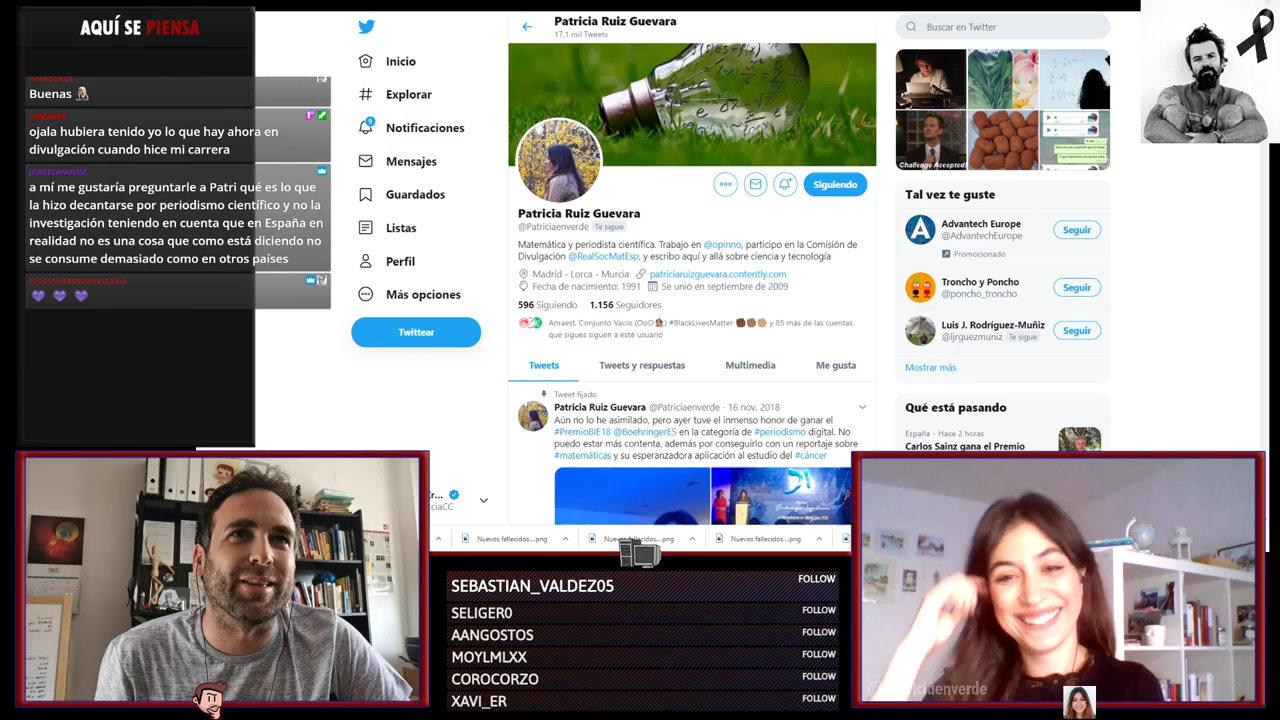 AQUÍ SE PIENSA
PARADORGE
Buenas
LINDAUER
ojala hubiera tenido yo lo que hay ahora en
divulgación cuando hice mi carrera
JORGECANOMSC
a mí me gustaría preguntarle a Patri qué es lo que
la hizo decantarse por periodismo científico y no la
investigación teniendo en cuenta que en España en
realidad no es una cosa que como está diciendo no
se consume demasiado como en otros países
ELGRANHEROEAMERICANO
Inicio
Explorar
Notificaciones
Mensajes
Guardados
Listas
Perfil
Más opciones
Twittear
Patricia Ruiz Guevara
17,1 mil Tweets
Siguiendo
Patricia Ruiz Guevara
@Patriciaenverde Te sigue
Matemática y periodista científica. Trabajo en @opinno, participo en la Comisión de
Divulgación @RealSocMatEsp, y escribo aquí y allá sobre ciencia y tecnología
Madrid - Lorca - Murcia patriciaruizguevara.contently.com
Fecha de nacimiento: 1991 Se unió en septiembre de 2009
596 Siguiendo 1.156 Seguidores
Amaest, Conjunto Vacío (OoO) #BlackLivesMatter y 85 más de las cuentas
que sigues siguen a este usuario
Tweets Tweets y respuestas Multimedia Me gusta
Tweet fijado
Patricia Ruiz Guevara @Patriciaenverde · 16 nov. 2018
Aún no lo he asimilado, pero ayer tuve el inmenso honor de ganar el
#PremioBIE18 @BoehringerES en la categoría de #periodismo digital. No
puedo estar más contenta, además por conseguirlo con un reportaje sobre
#matemáticas y su esperanzadora aplicación al estudio del #cáncer
Buscar en Twitter
Challenge Accepted!
Tal vez te guste
Advantech Europe
@AdvantechEurope
Seguir
Promocionado
Troncho y Poncho
@poncho_troncho
Seguir
Luis J. Rodríguez-Muñiz
@ljrguezmuniz Te sigue
Seguir
Mostrar más
Qué está pasando
España · Hace 2 horas
Carlos Sainz gana el Premio
Nuevos fallecidos....png
Nuevos fallecidos....png
Nuevos fallecidos....png
SEBASTIAN_VALDEZ05 FOLLOW
SELIGER0 FOLLOW
AANGOSTOS FOLLOW
MOYLMLXX FOLLOW
COROCORZO FOLLOW
XAVI_ER FOLLOW